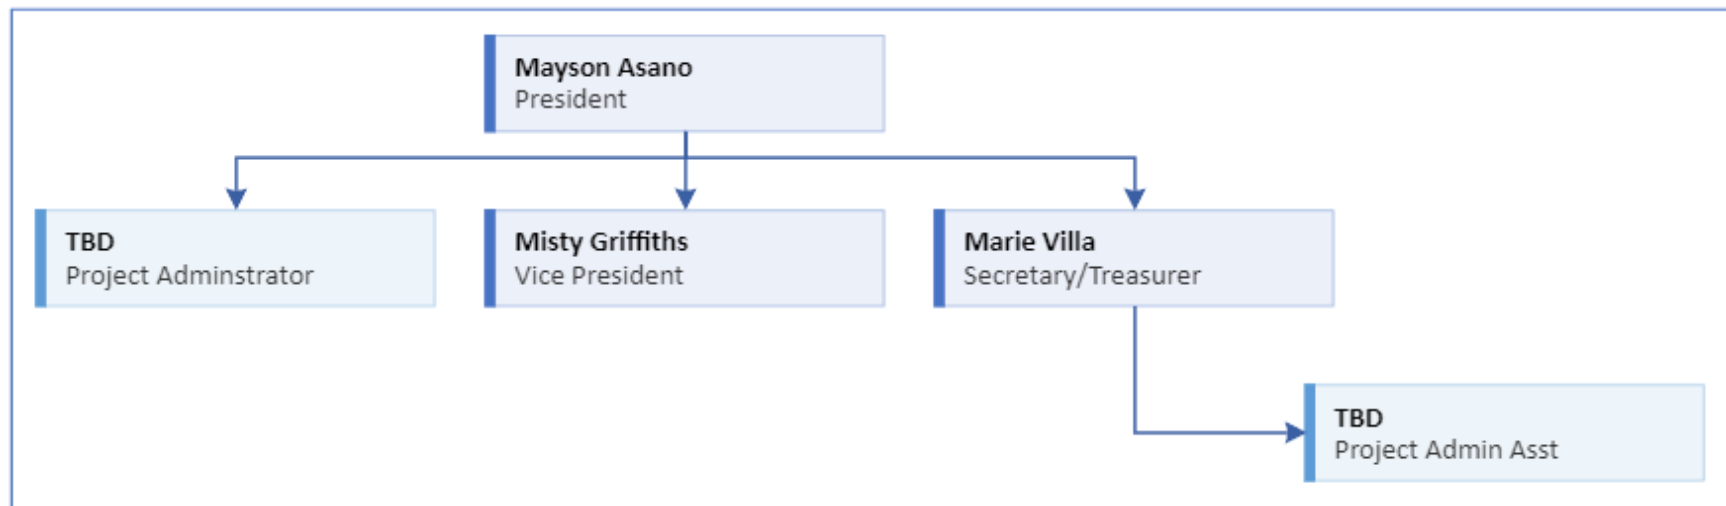 Mayson Asano
President
TBD
Project Adminstrator
Misty Griffiths
Vice President
Marie Villa
Secretary/Treasurer
TBD
Project Admin Asst